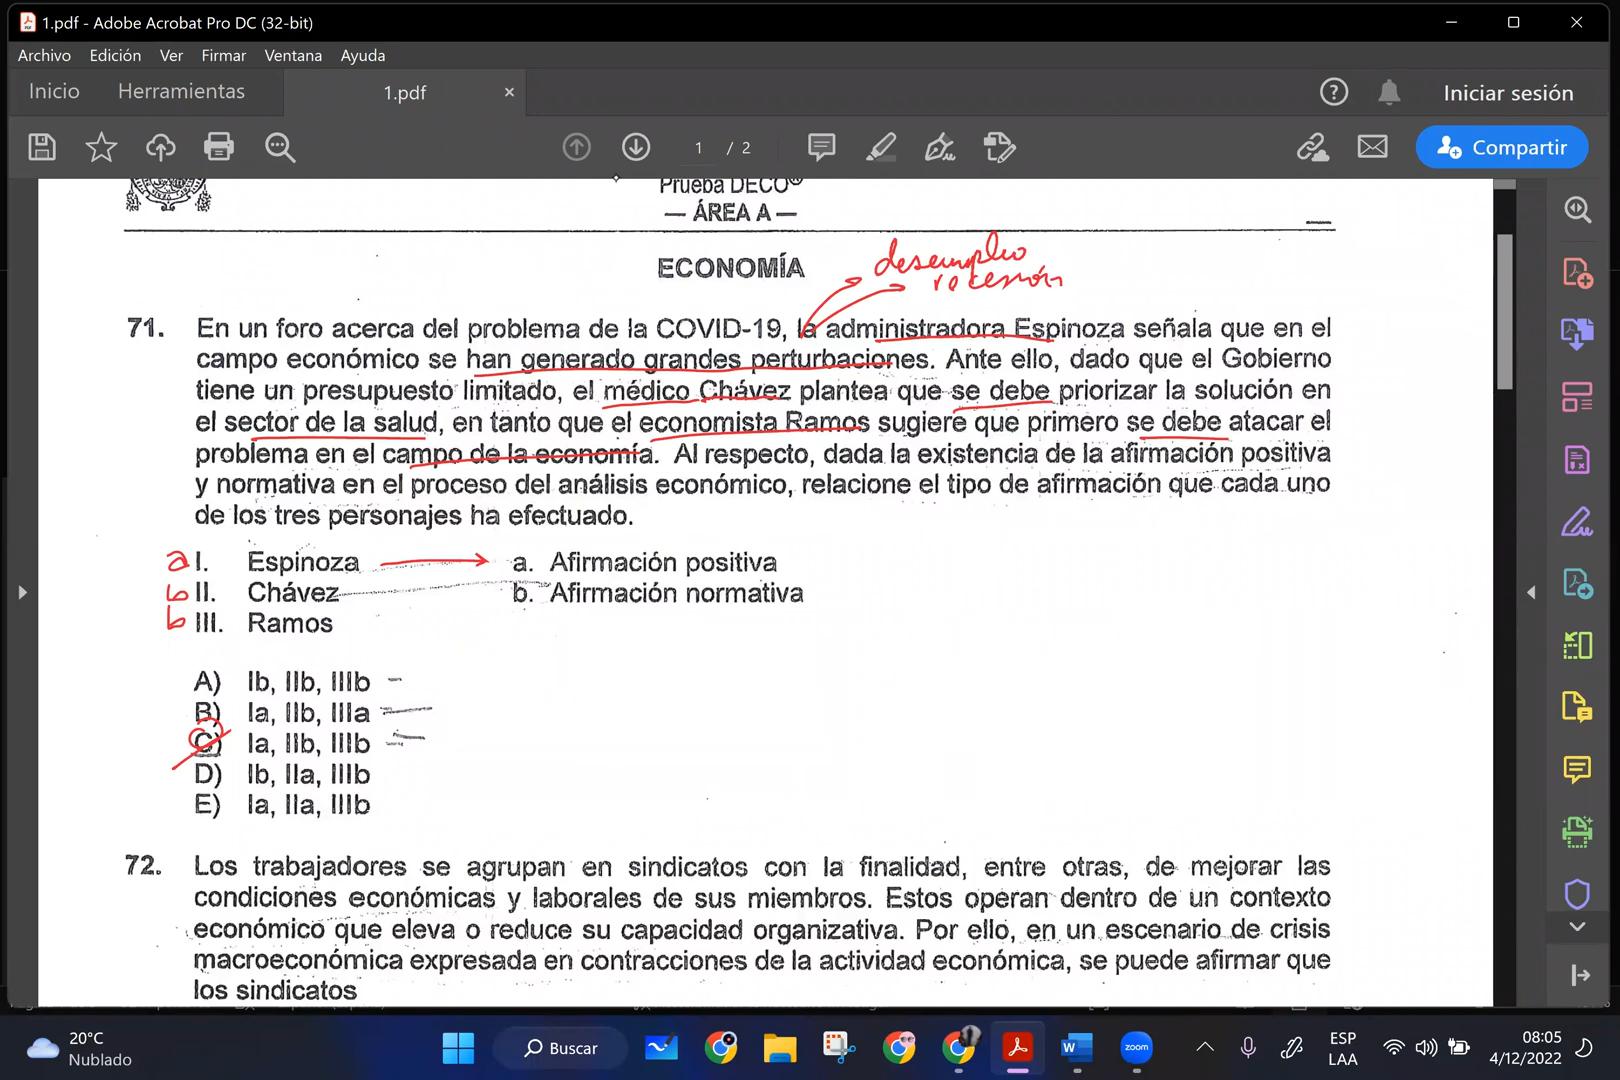 1.pdf - Adobe Acrobat Pro DC (32-bit)
Archivo Edición Ver Firmar Ventana Ayuda
Inicio Herramientas 1.pdf × Iniciar sesión
1 / 2 Compartir
Prueba DECO®
— ÁREA A —
ECONOMÍA
desempleo
recesión
71. En un foro acerca del problema de la COVID-19, la administradora Espinoza señala que en el
campo económico se han generado grandes perturbaciones. Ante ello, dado que el Gobierno
tiene un presupuesto limitado, el médico Chávez plantea que se debe priorizar la solución en
el sector de la salud, en tanto que el economista Ramos sugiere que primero se debe atacar el
problema en el campo de la economía. Al respecto, dada la existencia de la afirmación positiva
y normativa en el proceso del análisis económico, relacione el tipo de afirmación que cada uno
de los tres personajes ha efectuado.
a I. Espinoza a. Afirmación positiva
b II. Chávez b. Afirmación normativa
b III. Ramos
A) Ib, IIb, IIIb
B) Ia, IIb, IIIa
C) Ia, IIb, IIIb
D) Ib, IIa, IIIb
E) Ia, IIa, IIIb
72. Los trabajadores se agrupan en sindicatos con la finalidad, entre otras, de mejorar las
condiciones económicas y laborales de sus miembros. Estos operan dentro de un contexto
económico que eleva o reduce su capacidad organizativa. Por ello, en un escenario de crisis
macroeconómica expresada en contracciones de la actividad económica, se puede afirmar que
los sindicatos
20°C
Nublado
Buscar
W
zoom
ESP
LAA
08:05
4/12/2022